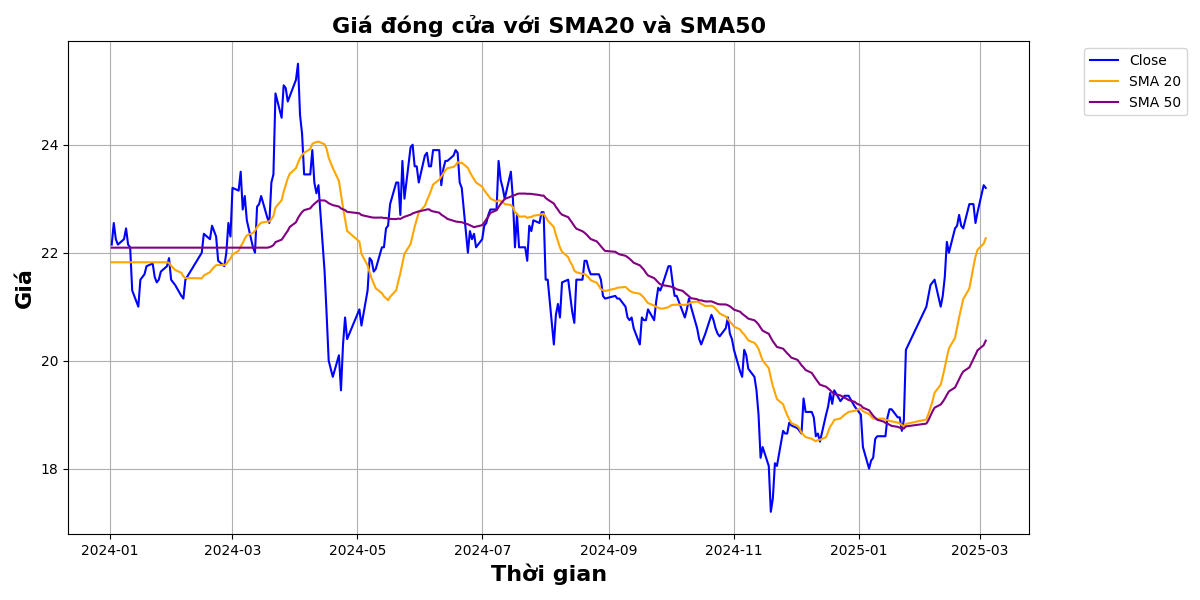 Giá đóng cửa với SMA20 và SMA50
Close
SMA 20
SMA 50
Giá
24
22
20
18
2024-01
2024-03
2024-05
2024-07
2024-09
2024-11
2025-01
2025-03
Thời gian